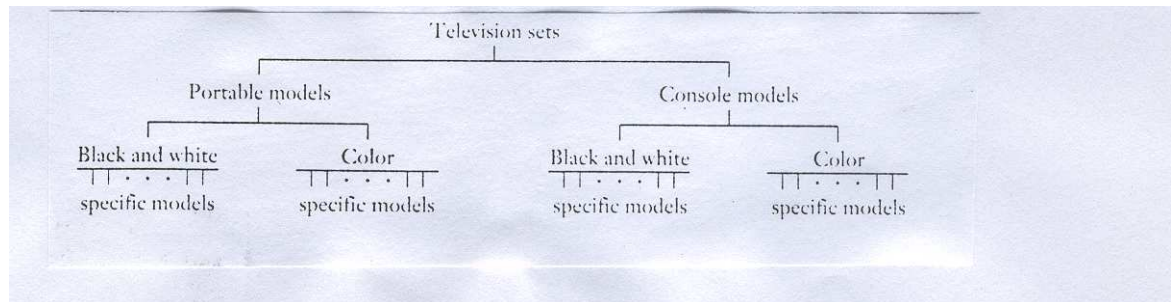 Television sets
Portable models Console models
Black and white Color Black and white Color
specific models specific models specific models specific models